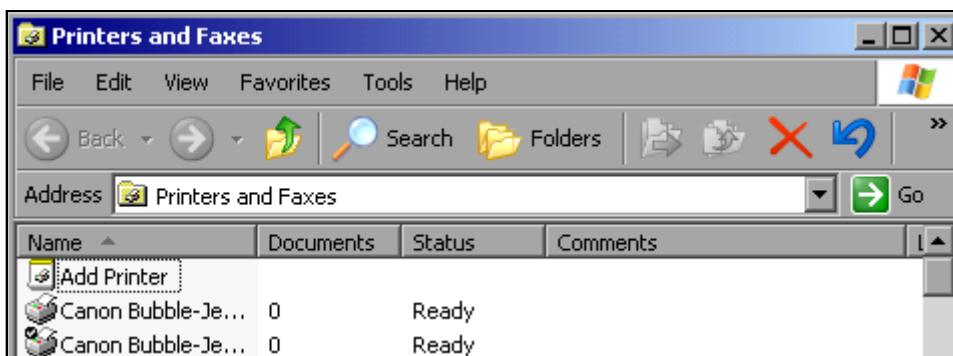 Printers and Faxes
File Edit View Favorites Tools Help
Back Search Folders »
Address Printers and Faxes Go
Name Documents Status Comments
Add Printer
Canon Bubble-Je... 0 Ready
Canon Bubble-Je... 0 Ready